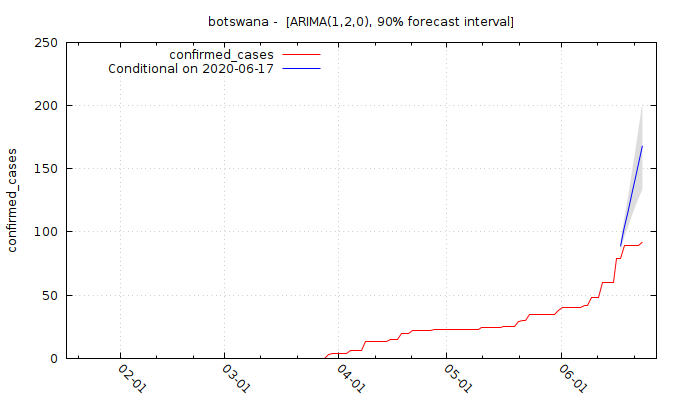 botswana - [ARIMA(1,2,0), 90% forecast interval]
confirmed_cases
Conditional on 2020-06-17
confirmed_cases
250
200
150
100
50
0
02-01
03-01
04-01
05-01
06-01